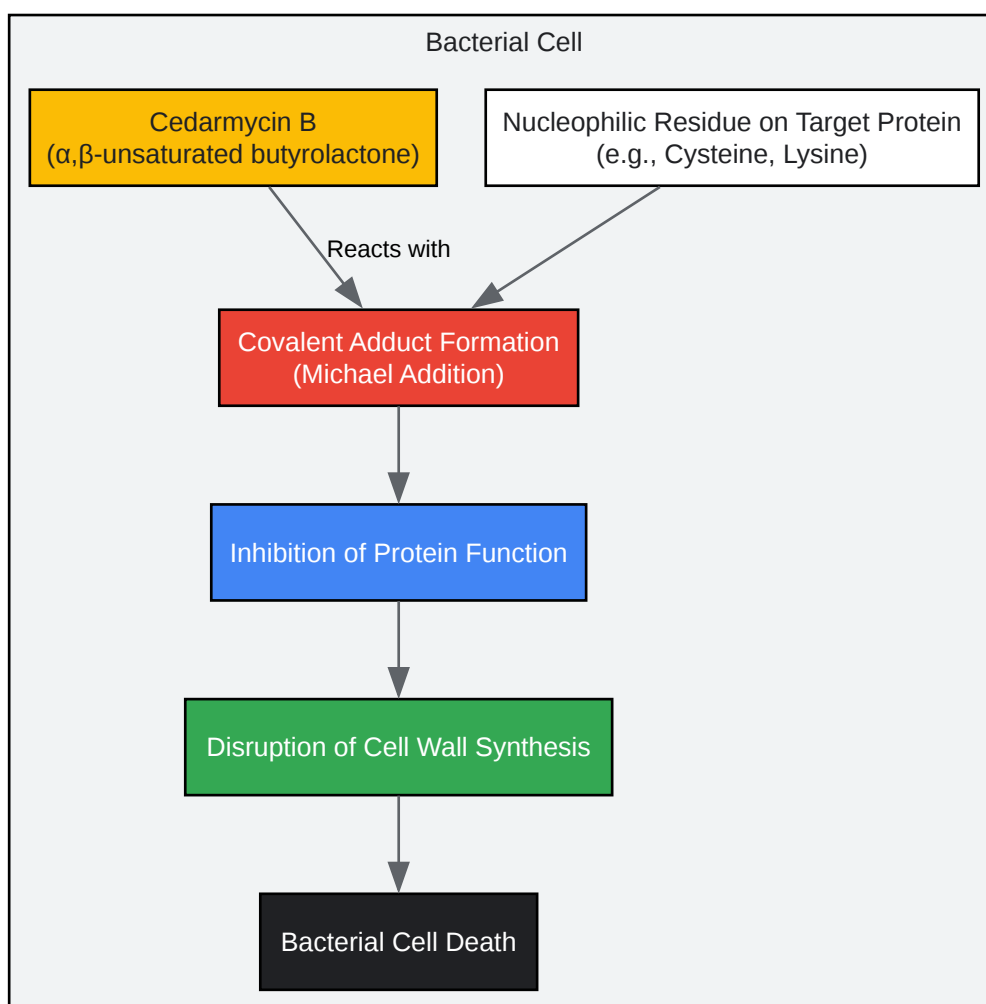 Bacterial Cell
Cedarmycin B
(α,β-unsaturated butyrolactone)
Nucleophilic Residue on Target Protein
(e.g., Cysteine, Lysine)
Reacts with
Covalent Adduct Formation
(Michael Addition)
Inhibition of Protein Function
Disruption of Cell Wall Synthesis
Bacterial Cell Death